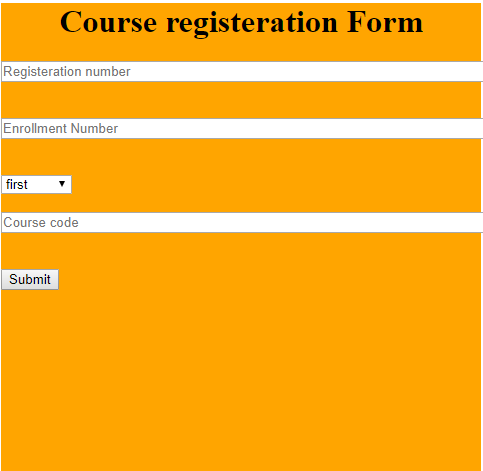 Course registeration Form
Registeration number
Enrollment Number
first
Course code
Submit